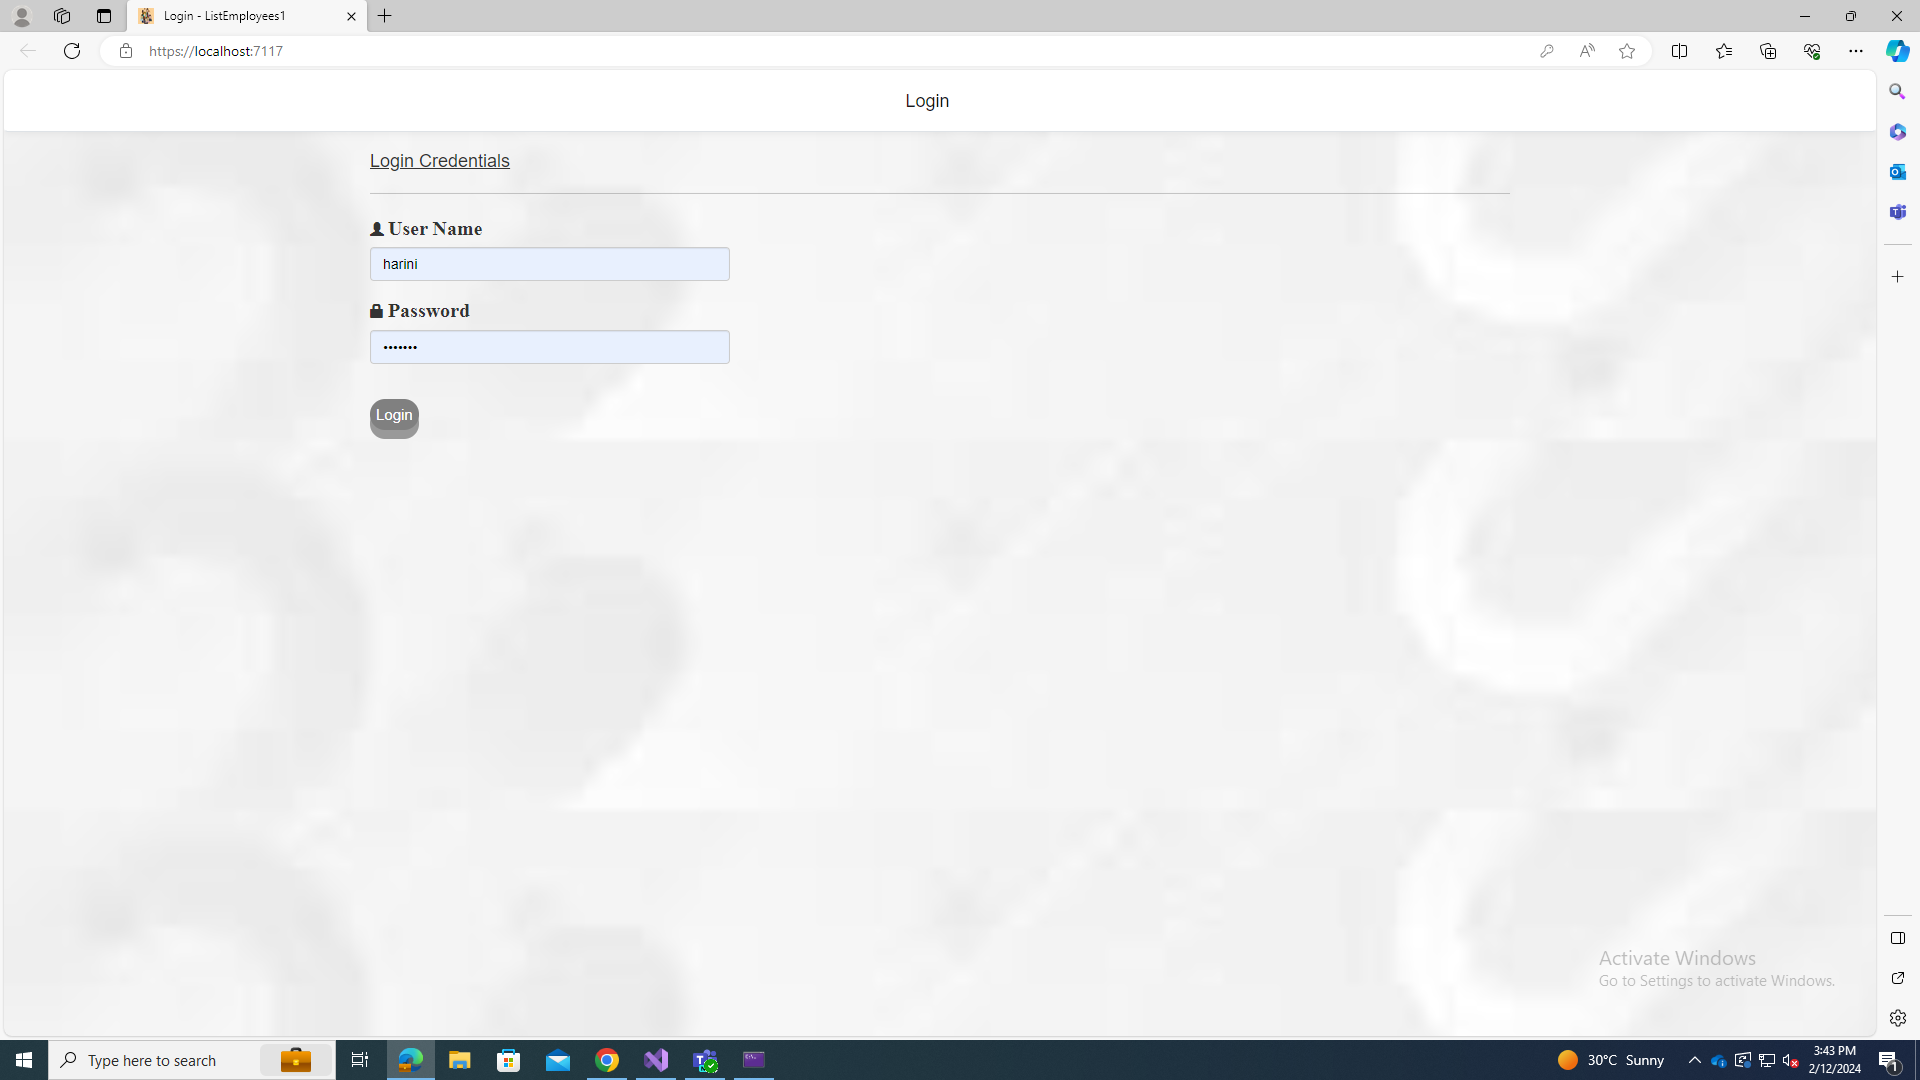 Login - ListEmployees1
https://localhost:7117
Login
Login Credentials
User Name
harini
Password
•••••••
Login
Activate Windows
Go to Settings to activate Windows.
Type here to search
30°C Sunny
3:43 PM
2/12/2024
1